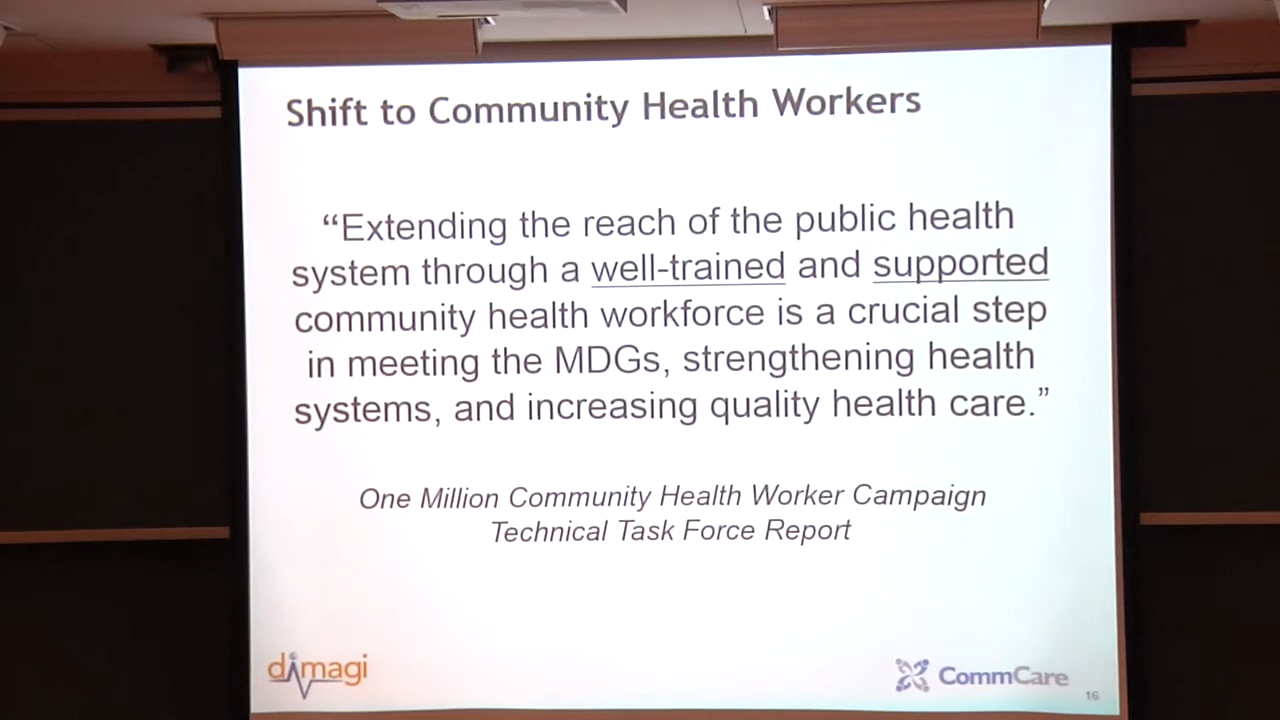 Shift to Community Health Workers
“Extending the reach of the public health
system through a well-trained and supported
community health workforce is a crucial step
in meeting the MDGs, strengthening health
systems, and increasing quality health care.”
One Million Community Health Worker Campaign
Technical Task Force Report
dimagi
CommCare
16